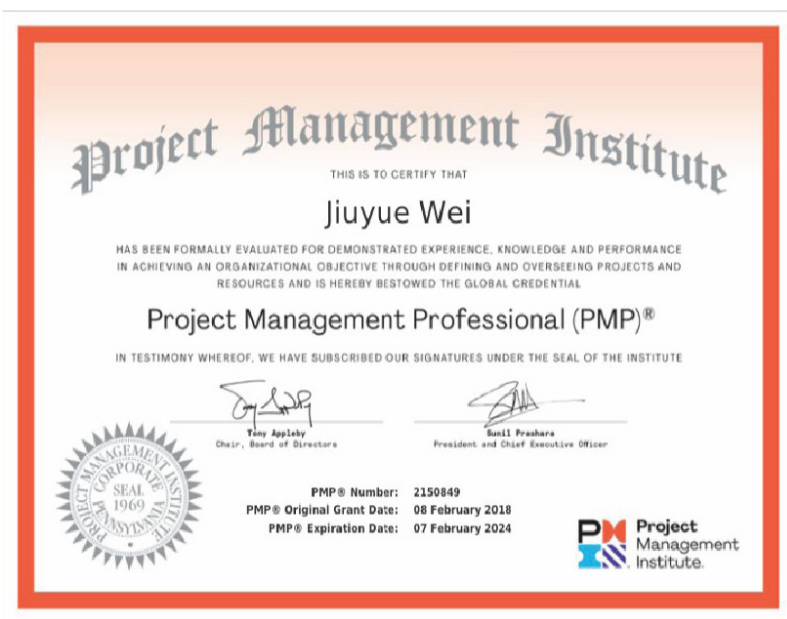 Project Management Institute
THIS IS TO CERTIFY THAT
Jiuyue Wei
HAS BEEN FORMALLY EVALUATED FOR DEMONSTRATED EXPERIENCE, KNOWLEDGE AND PERFORMANCE
IN ACHIEVING AN ORGANIZATIONAL OBJECTIVE THROUGH DEFINING AND OVERSEEING PROJECTS AND
RESOURCES AND IS HEREBY BESTOWED THE GLOBAL CREDENTIAL
Project Management Professional (PMP)®
IN TESTIMONY WHEREOF, WE HAVE SUBSCRIBED OUR SIGNATURES UNDER THE SEAL OF THE INSTITUTE
Tony Appleby
Chair, Board of Directors
Sunil Prashara
President and Chief Executive Officer
PROJECT MANAGEMENT INSTITUTE
CORPORATE
SEAL
1969
PENNSYLVANIA
PMP® Number: 2150849
PMP® Original Grant Date: 08 February 2018
PMP® Expiration Date: 07 February 2024
PM
Project
Management
Institute.